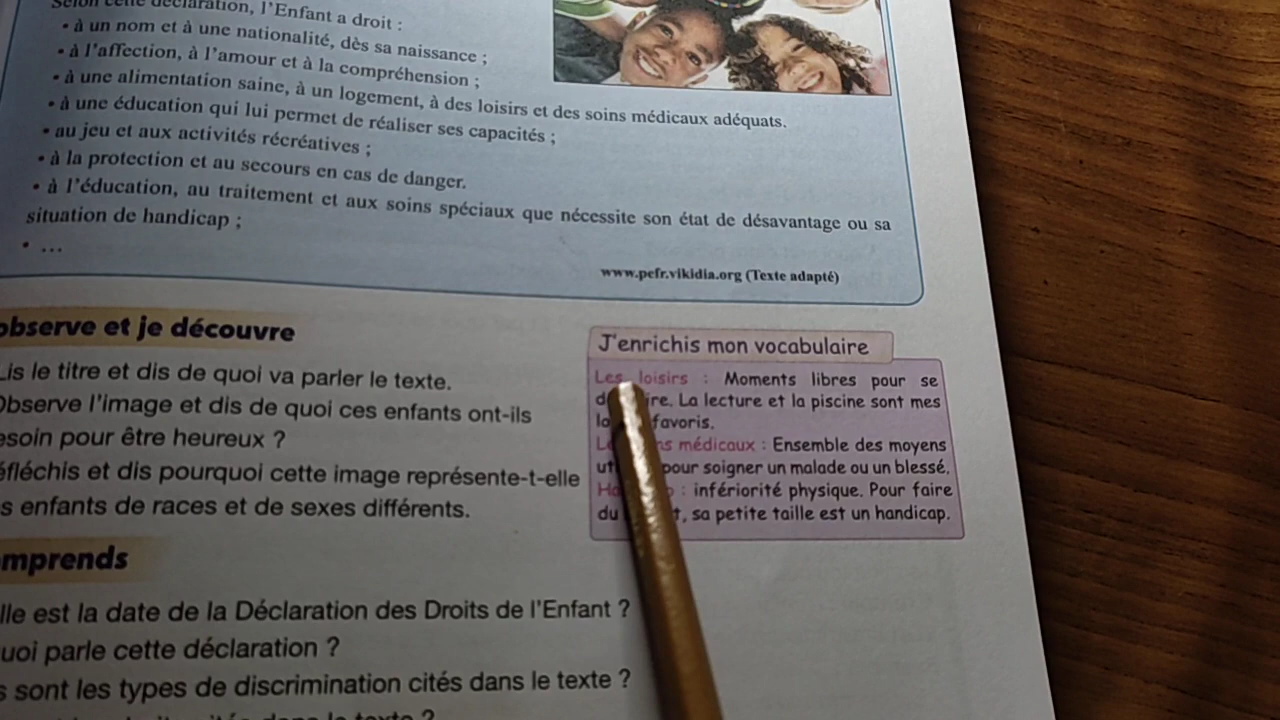 Selon cette déclaration, l'Enfant a droit :
• à un nom et à une nationalité, dès sa naissance ;
• à l'affection, à l'amour et à la compréhension ;
• à une alimentation saine, à un logement, à des loisirs et des soins médicaux adéquats.
• à une éducation qui lui permet de réaliser ses capacités ;
• au jeu et aux activités récréatives ;
• à la protection et au secours en cas de danger.
• à l'éducation, au traitement et aux soins spéciaux que nécessite son état de désavantage ou sa
situation de handicap ;
• ...
www.pefr.vikidia.org (Texte adapté)
observe et je découvre
Lis le titre et dis de quoi va parler le texte.
Observe l'image et dis de quoi ces enfants ont-ils
esoin pour être heureux ?
éfléchis et dis pourquoi cette image représente-t-elle
s enfants de races et de sexes différents.
J'enrichis mon vocabulaire
Les loisirs : Moments libres pour se
ire. La lecture et la piscine sont mes
favoris.
médicaux : Ensemble des moyens
pour soigner un malade ou un blessé.
: infériorité physique. Pour faire
du t, sa petite taille est un handicap.
mprends
lle est la date de la Déclaration des Droits de l'Enfant ?
uoi parle cette déclaration ?
s sont les types de discrimination cités dans le texte ?
dans le texte ?